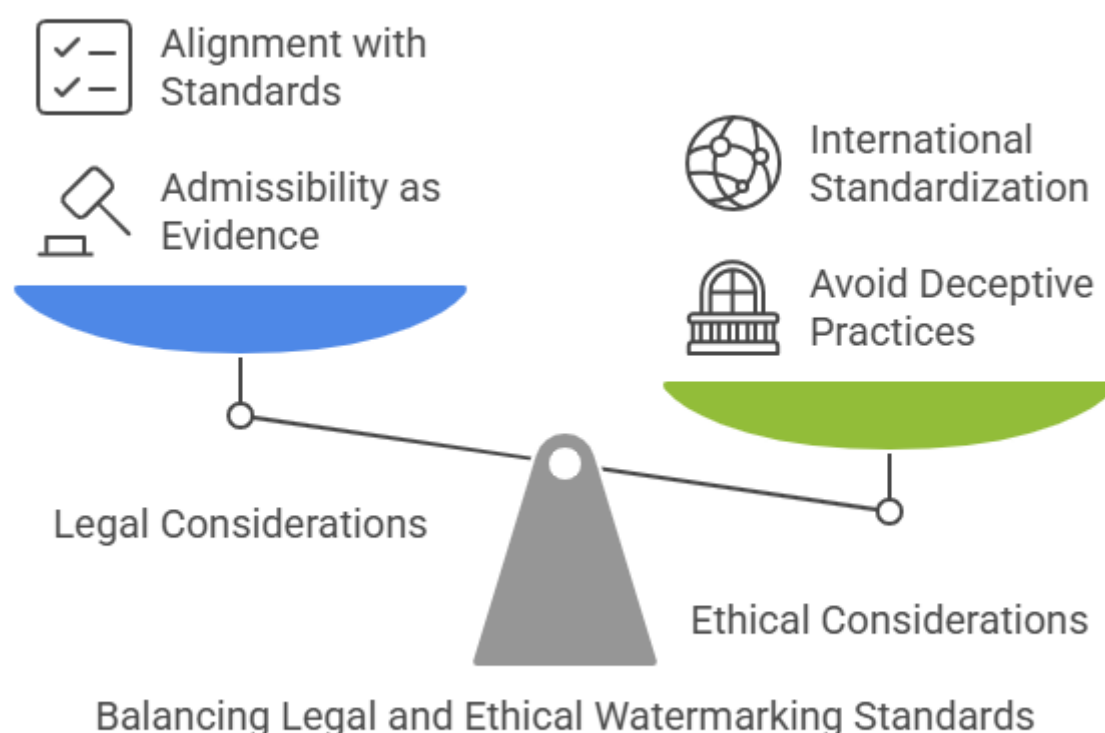 Alignment with
Standards
Admissibility as
Evidence
International
Standardization
Avoid Deceptive
Practices
Legal Considerations
Ethical Considerations
Balancing Legal and Ethical Watermarking Standards